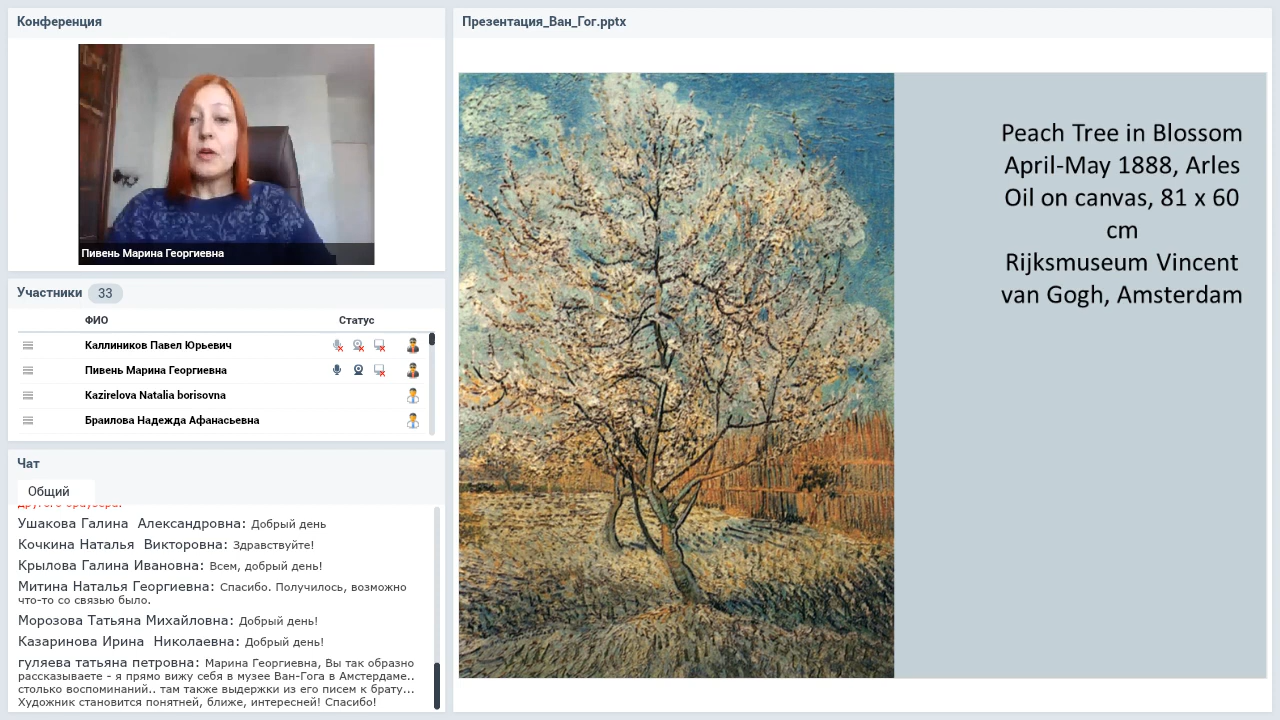 Конференция
Пивень Марина Георгиевна
Участники 33
ФИО Статус
Каллиников Павел Юрьевич
Пивень Марина Георгиевна
Kazirelova Natalia borisovna
Браилова Надежда Афанасьевна
Чат
Общий
другого браузера.
Ушакова Галина Александровна: Добрый день
Кочкина Наталья Викторовна: Здравствуйте!
Крылова Галина Ивановна: Всем, добрый день!
Митина Наталья Георгиевна: Спасибо. Получилось, возможно
что-то со связью было.
Морозова Татьяна Михайловна: Добрый день!
Казаринова Ирина Николаевна: Добрый день!
гуляева татьяна петровна: Марина Георгиевна, Вы так образно
рассказываете - я прямо вижу себя в музее Ван-Гога в Амстердаме..
столько воспоминаний.. там также выдержки из его писем к брату...
Художник становится понятней, ближе, интересней! Спасибо!
Презентация_Ван_Гог.pptx
Peach Tree in Blossom
April-May 1888, Arles
Oil on canvas, 81 x 60
cm
Rijksmuseum Vincent
van Gogh, Amsterdam